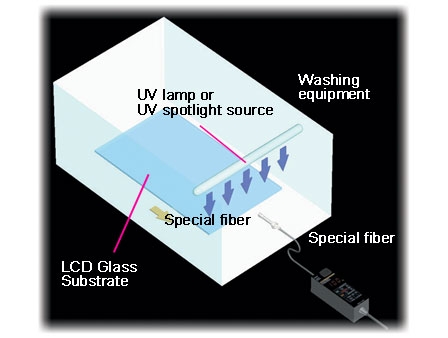 UV lamp or
UV spotlight source
Washing
equipment
Special fiber
Special fiber
LCD Glass
Substrate